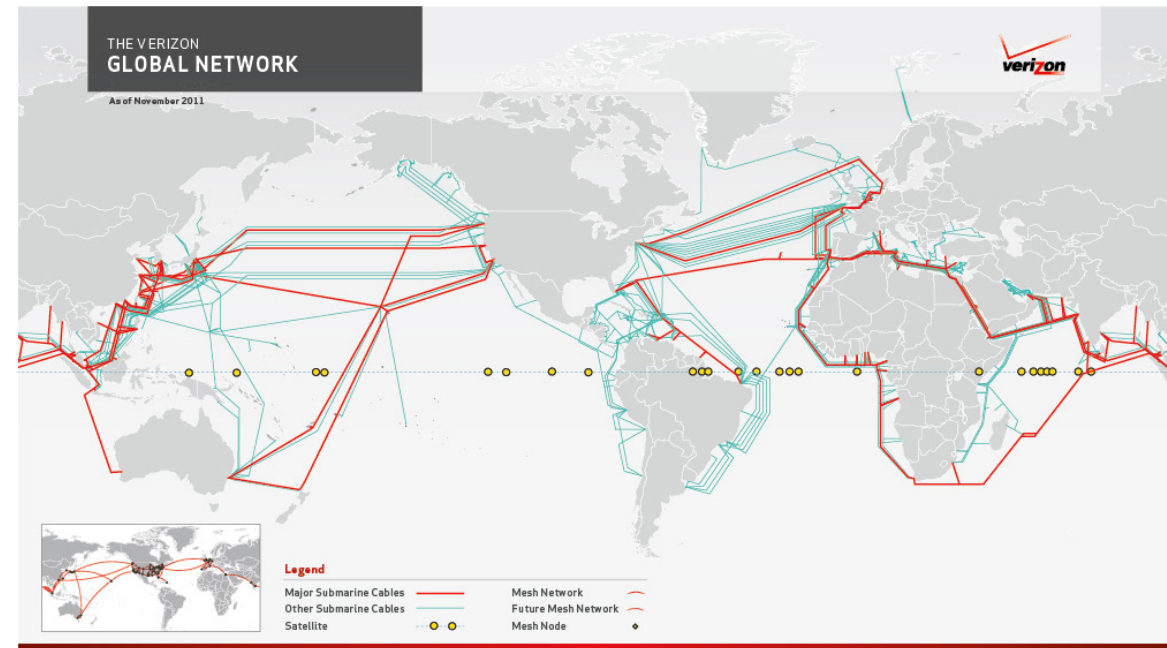 THE VERIZON
GLOBAL NETWORK
verizon
As of November 2011
Legend
Major Submarine Cables
Mesh Network
Other Submarine Cables
Future Mesh Network
Satellite
Mesh Node